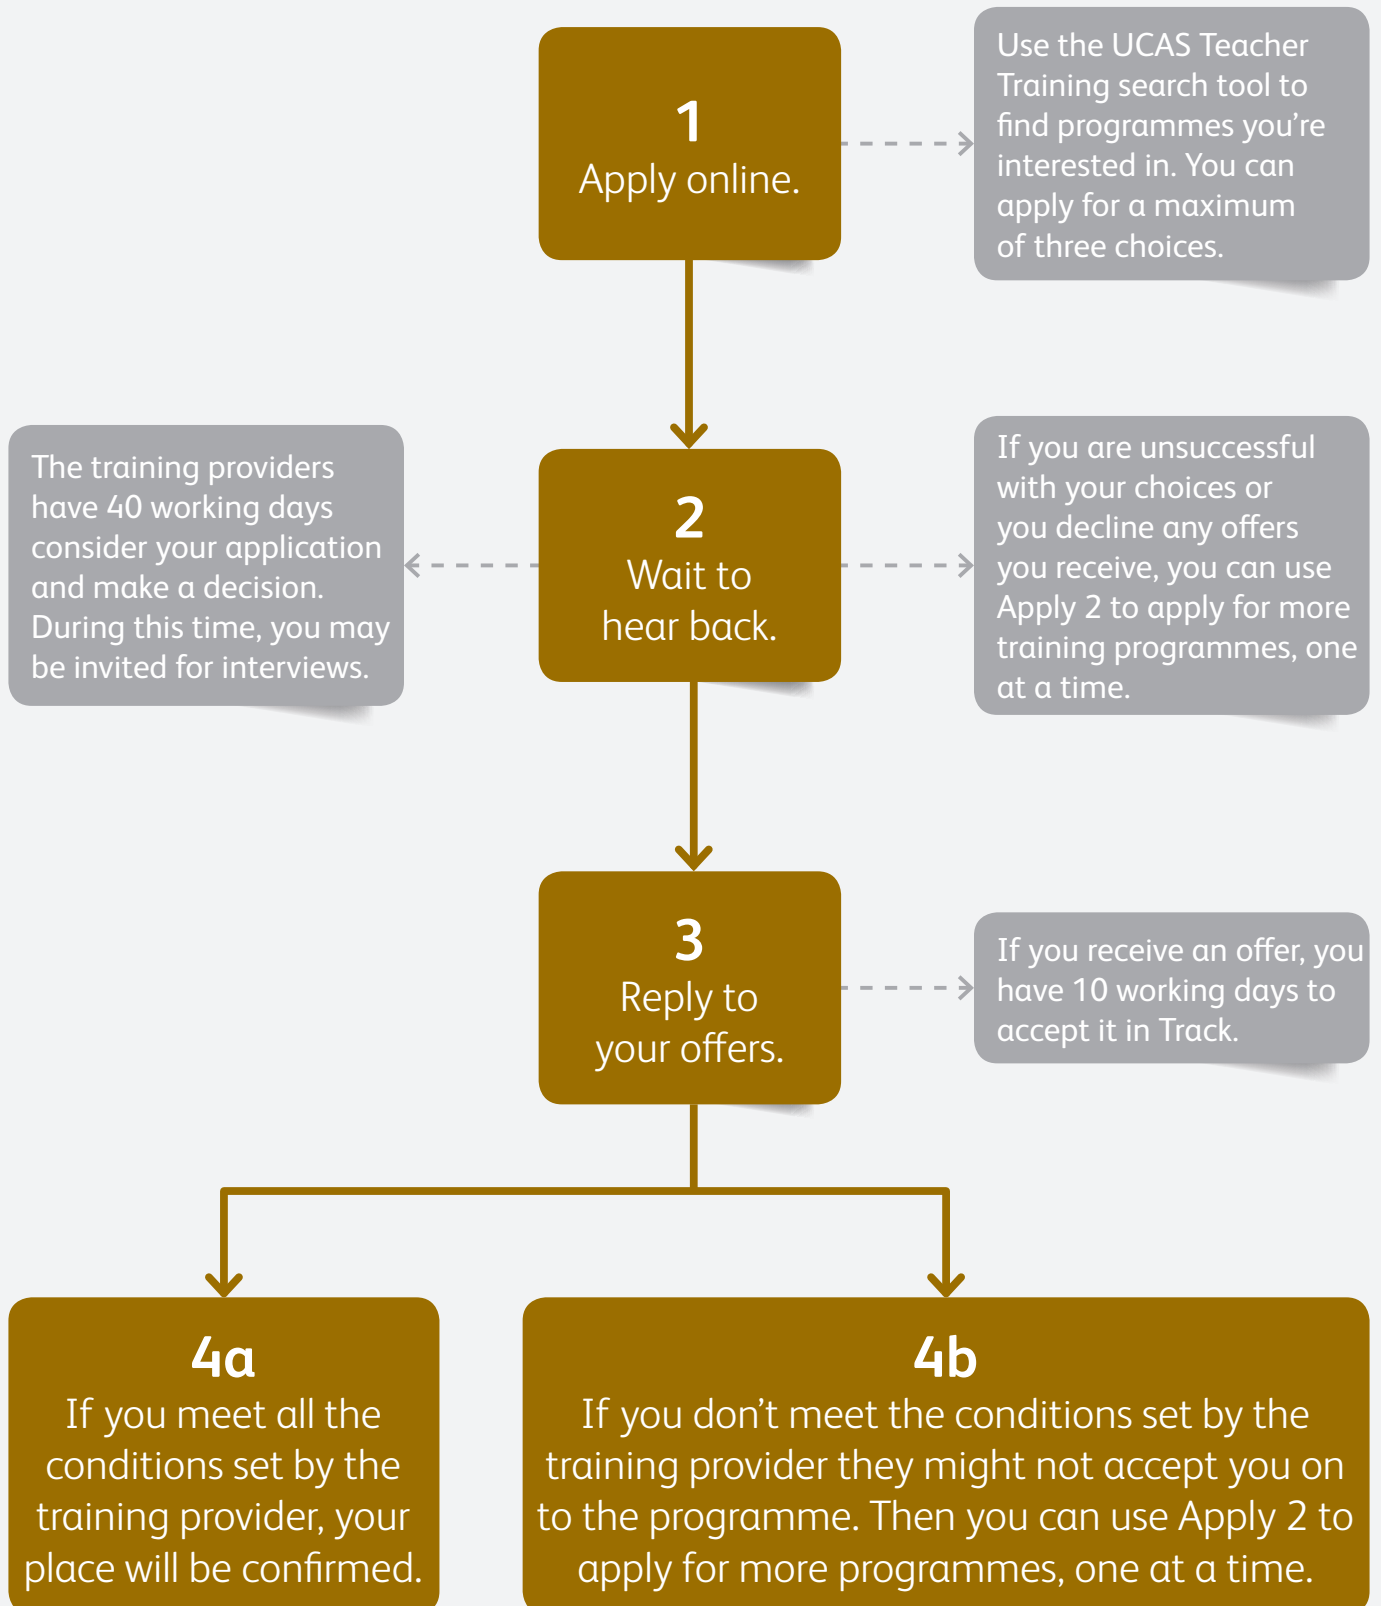 1
Apply online.
Use the UCAS Teacher
Training search tool to
find programmes you’re
interested in. You can
apply for a maximum
of three choices.
The training providers
have 40 working days
consider your application
and make a decision.
During this time, you may
be invited for interviews.
2
Wait to
hear back.
If you are unsuccessful
with your choices or
you decline any offers
you receive, you can use
Apply 2 to apply for more
training programmes, one
at a time.
3
Reply to
your offers.
If you receive an offer, you
have 10 working days to
accept it in Track.
4a
If you meet all the
conditions set by the
training provider, your
place will be confirmed.
4b
If you don’t meet the conditions set by the
training provider they might not accept you on
to the programme. Then you can use Apply 2 to
apply for more programmes, one at a time.